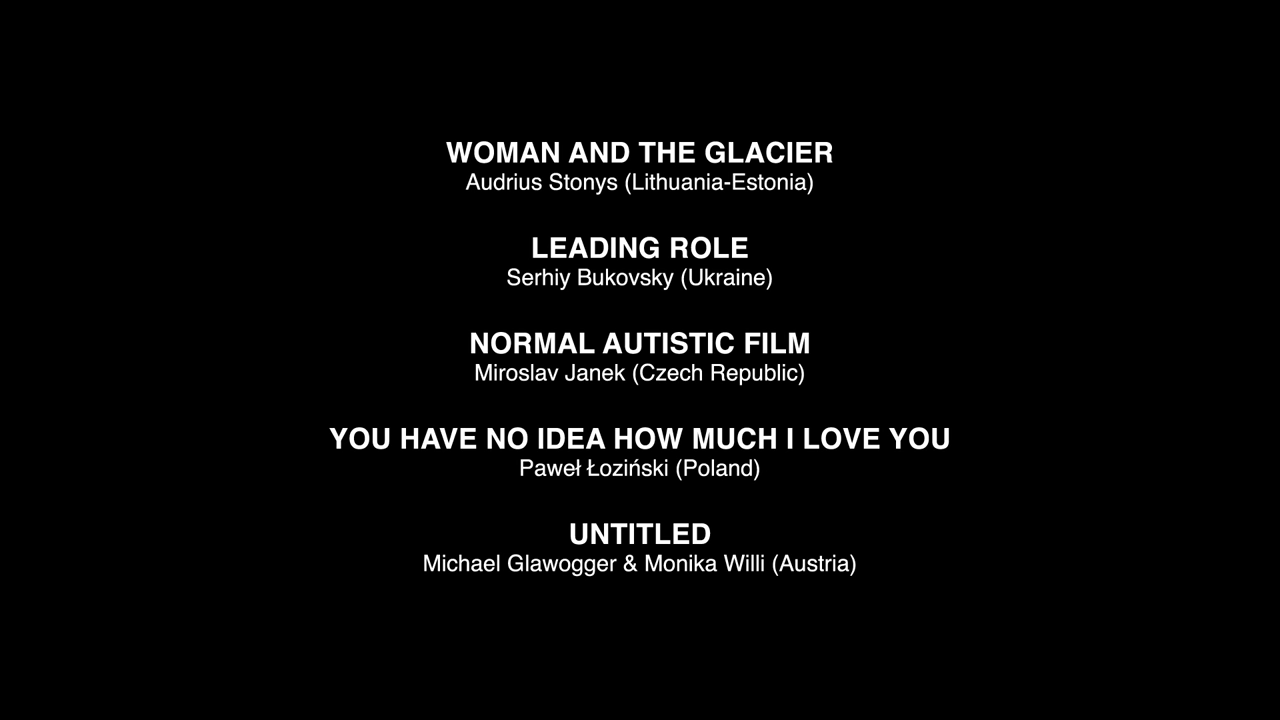 WOMAN AND THE GLACIER
Audrius Stonys (Lithuania-Estonia)
LEADING ROLE
Serhiy Bukovsky (Ukraine)
NORMAL AUTISTIC FILM
Miroslav Janek (Czech Republic)
YOU HAVE NO IDEA HOW MUCH I LOVE YOU
Paweł Łoziński (Poland)
UNTITLED
Michael Glawogger & Monika Willi (Austria)